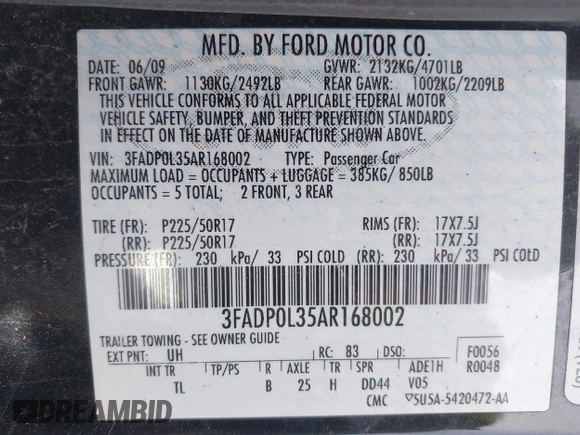 MFD. BY FORD MOTOR CO.
DATE: 06/09 GVWR: 2132KG/4701LB
FRONT GAWR: 1130KG/2492LB REAR GAWR: 1002KG/2209LB
THIS VEHICLE CONFORMS TO ALL APPLICABLE FEDERAL MOTOR
VEHICLE SAFETY, BUMPER, AND THEFT PREVENTION STANDARDS
IN EFFECT ON THE DATE OF MANUFACTURE SHOWN ABOVE.
VIN: 3FADP0L35AR168002 TYPE: Passenger Car
MAXIMUM LOAD = OCCUPANTS + LUGGAGE = 385KG/ 850LB
OCCUPANTS = 5 TOTAL: 2 FRONT, 3 REAR
TIRE (FR): P225/50R17 RIMS (FR): 17X7.5J
(RR): P225/50R17 (RR): 17X7.5J
PRESSURE (FR): 230 kPa/ 33 PSI COLD (RR): 230 kPa/ 33 PSI COLD
3FADP0L35AR168002
TRAILER TOWING - SEE OWNER GUIDE
EXT PNT: UH RC: 83 DSO: F0056
INT TR TP/PS R AXLE TR SPR ADE1H R0048
TL B 25 H DD44 V05
CMC 5U5A-5420472-AA
DREAMBID